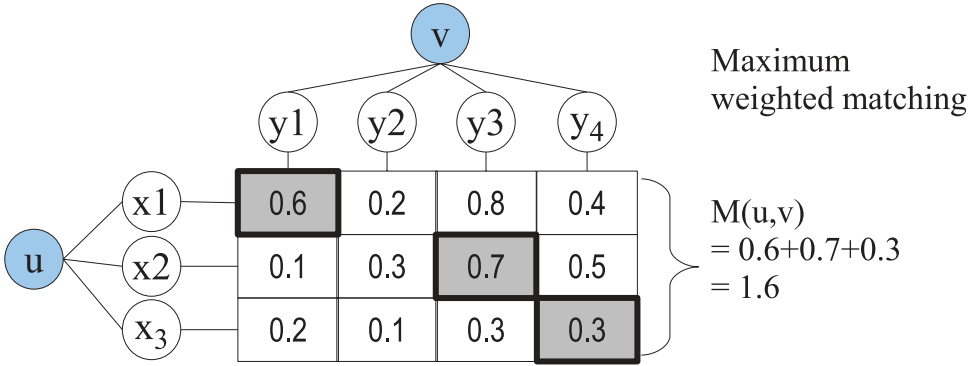 v
Maximum
weighted matching
y1 y2 y3 y4
x1 0.6 0.2 0.8 0.4
M(u,v)
u x2 0.1 0.3 0.7 0.5
= 0.6+0.7+0.3
= 1.6
x3 0.2 0.1 0.3 0.3